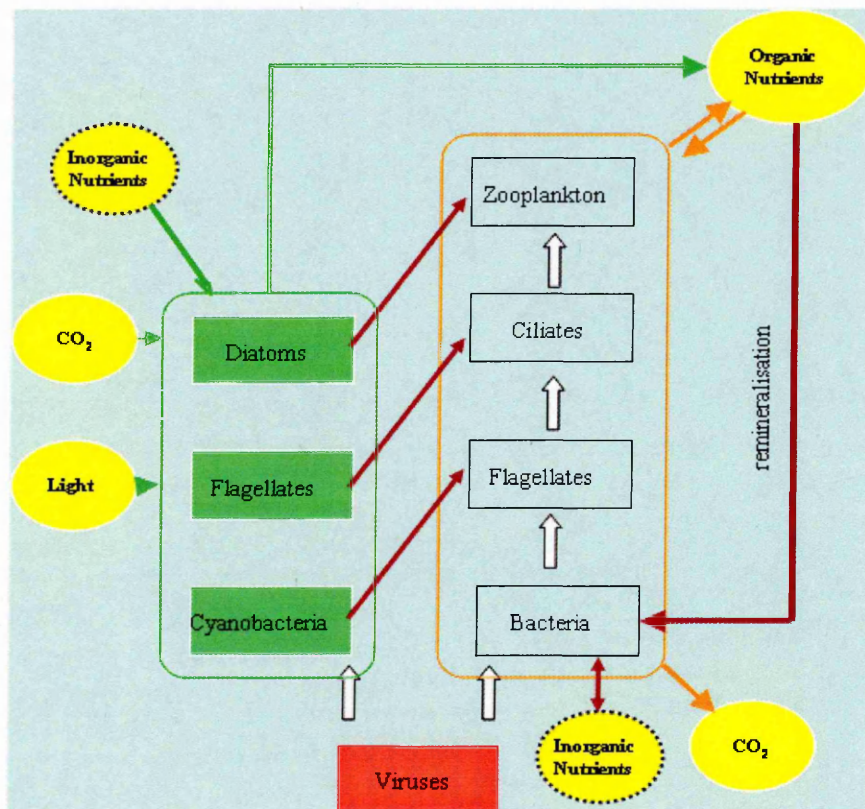 Organic
Nutrients
Inorganic
Nutrients
Zooplankton
CO₂
Diatoms
Ciliates
remineralisation
Light
Flagellates
Flagellates
Cyanobacteria
Bacteria
Viruses
Inorganic
Nutrients
CO₂